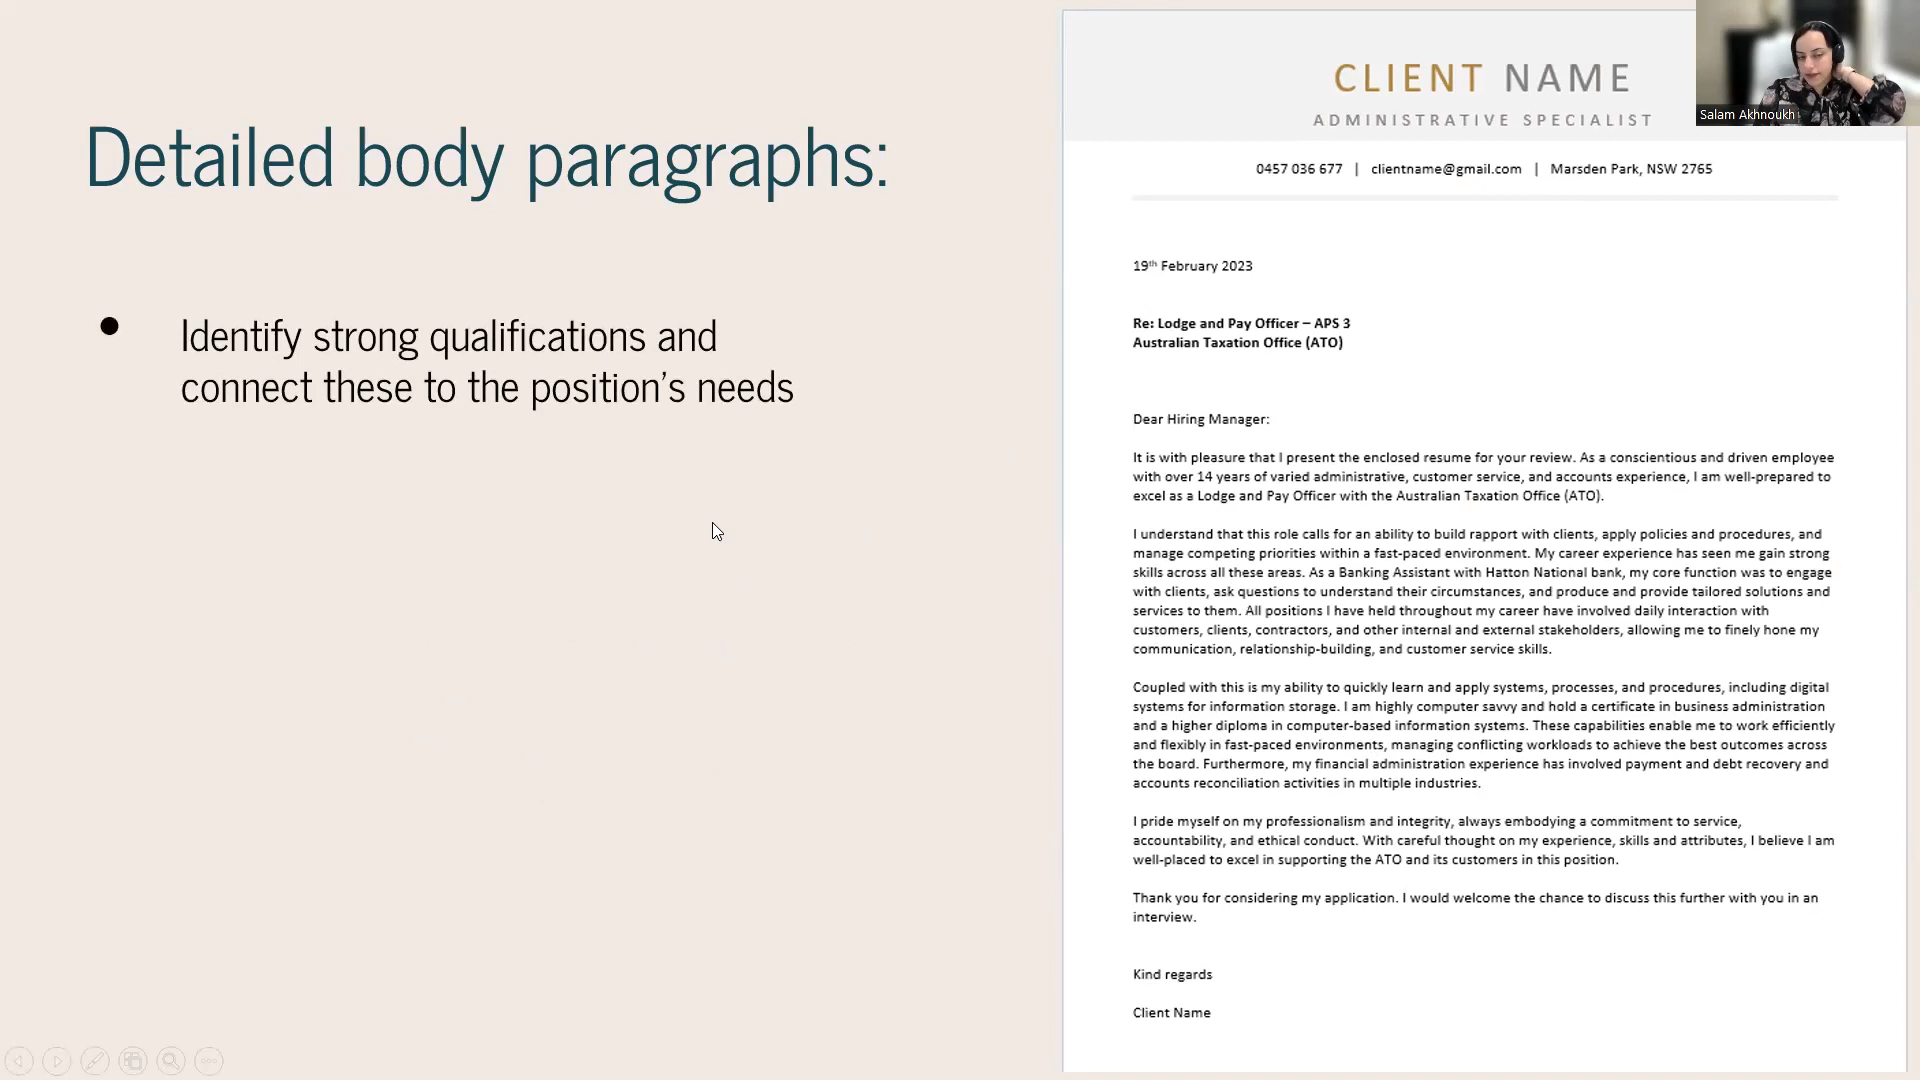 Detailed body paragraphs:
• Identify strong qualifications and
connect these to the position's needs
CLIENT NAME
ADMINISTRATIVE SPECIALIST
0457 036 677 | clientname@gmail.com | Marsden Park, NSW 2765
19th February 2023
Re: Lodge and Pay Officer – APS 3
Australian Taxation Office (ATO)
Dear Hiring Manager:
It is with pleasure that I present the enclosed resume for your review. As a conscientious and driven employee
with over 14 years of varied administrative, customer service, and accounts experience, I am well-prepared to
excel as a Lodge and Pay Officer with the Australian Taxation Office (ATO).
I understand that this role calls for an ability to build rapport with clients, apply policies and procedures, and
manage competing priorities within a fast-paced environment. My career experience has seen me gain strong
skills across all these areas. As a Banking Assistant with Hatton National bank, my core function was to engage
with clients, ask questions to understand their circumstances, and produce and provide tailored solutions and
services to them. All positions I have held throughout my career have involved daily interaction with
customers, clients, contractors, and other internal and external stakeholders, allowing me to finely hone my
communication, relationship-building, and customer service skills.
Coupled with this is my ability to quickly learn and apply systems, processes, and procedures, including digital
systems for information storage. I am highly computer savvy and hold a certificate in business administration
and a higher diploma in computer-based information systems. These capabilities enable me to work efficiently
and flexibly in fast-paced environments, managing conflicting workloads to achieve the best outcomes across
the board. Furthermore, my financial administration experience has involved payment and debt recovery and
accounts reconciliation activities in multiple industries.
I pride myself on my professionalism and integrity, always embodying a commitment to service,
accountability, and ethical conduct. With careful thought on my experience, skills and attributes, I believe I am
well-placed to excel in supporting the ATO and its customers in this position.
Thank you for considering my application. I would welcome the chance to discuss this further with you in an
interview.
Kind regards
Client Name
Salam Akhnoukh